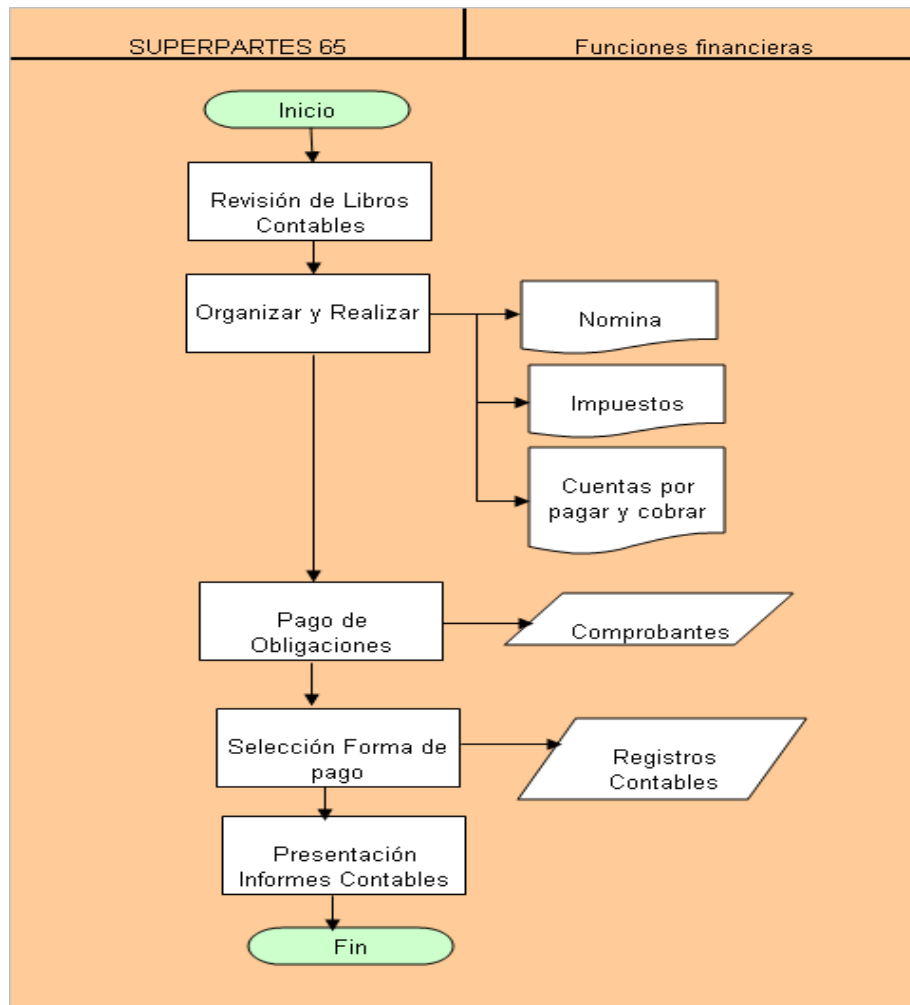 SUPERPARTES 65
Funciones financieras
Inicio
Revisión de Libros
Contables
Organizar y Realizar
Nomina
Impuestos
Cuentas por
pagar y cobrar
Pago de
Obligaciones
Comprobantes
Selección Forma de
pago
Registros
Contables
Presentación
Informes Contables
Fin